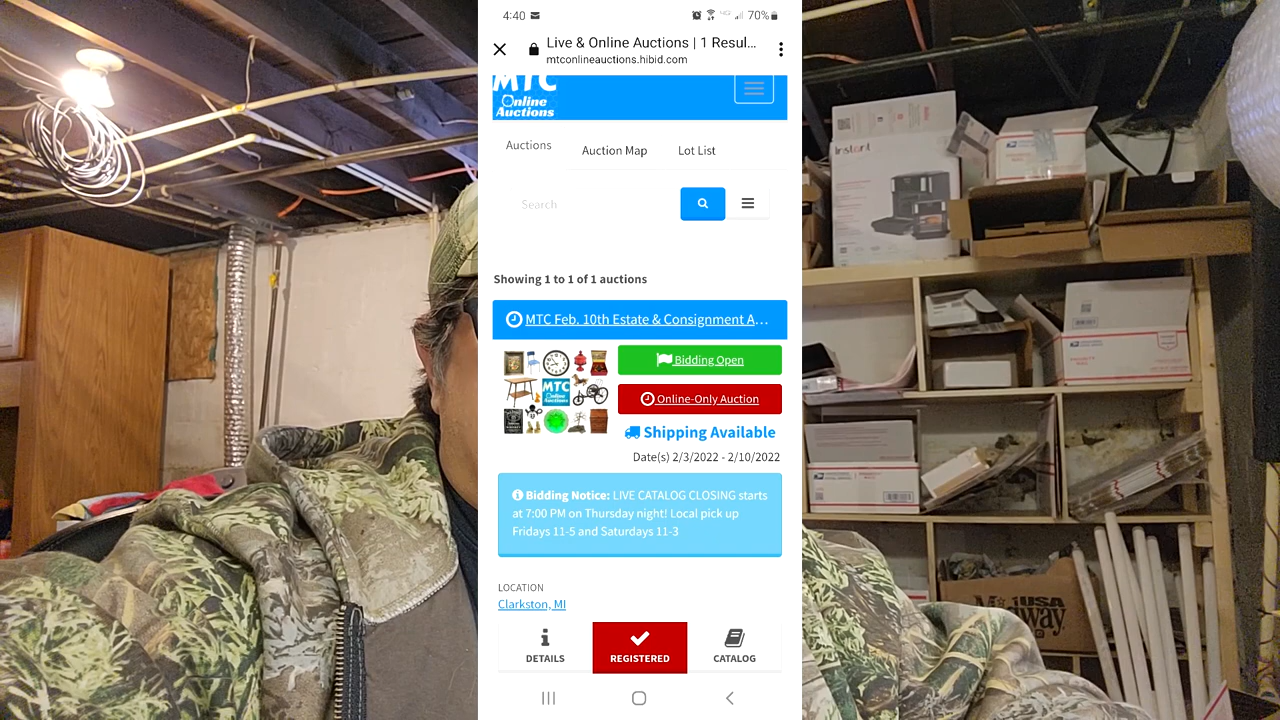 4:40
70%
Live & Online Auctions | 1 Resul...
mtconlineauctions.hibid.com
MTC
Online
Auctions
Auctions
Auction Map
Lot List
Search
Showing 1 to 1 of 1 auctions
MTC Feb. 10th Estate & Consignment A...
Bidding Open
MTC
Online
Auctions
Online-Only Auction
Shipping Available
Date(s) 2/3/2022 - 2/10/2022
Bidding Notice: LIVE CATALOG CLOSING starts
at 7:00 PM on Thursday night! Local pick up
Fridays 11-5 and Saturdays 11-3
LOCATION
Clarkston, MI
DETAILS
REGISTERED
CATALOG
instant
USA